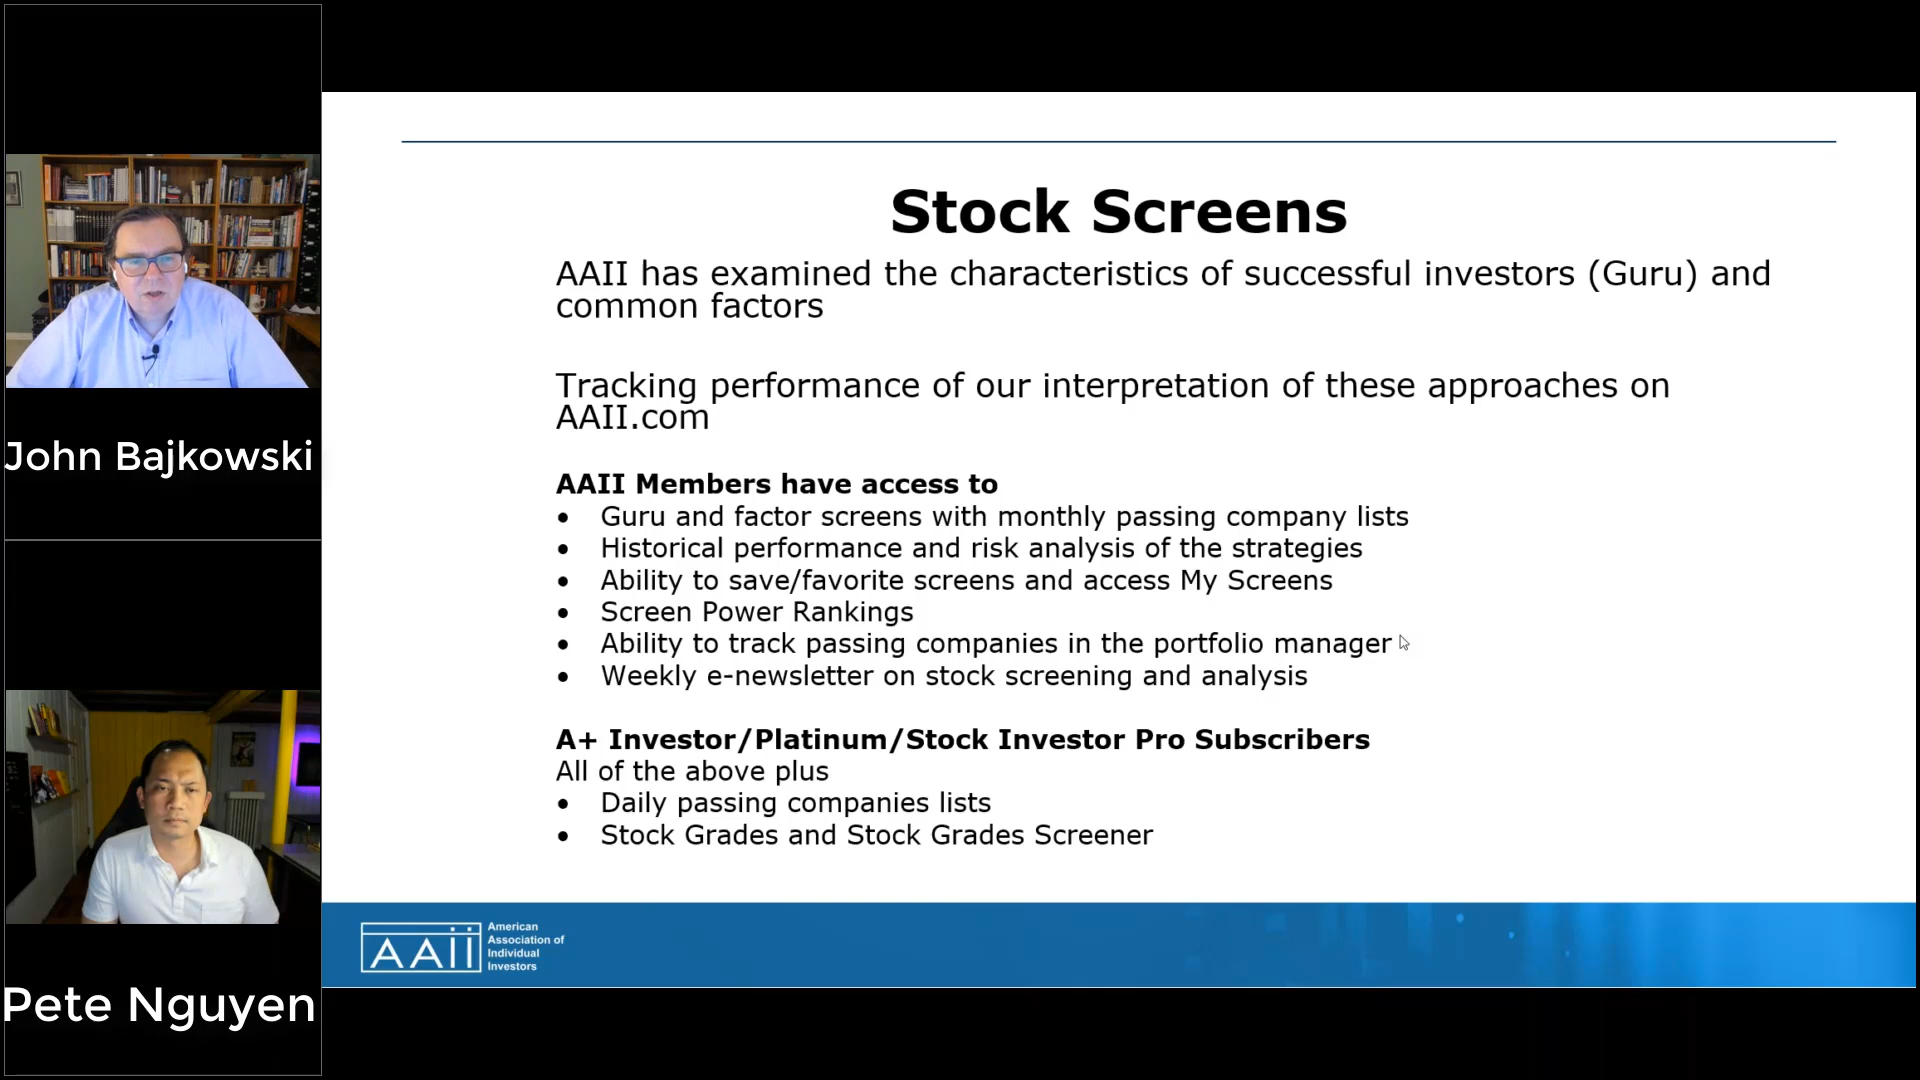 John Bajkowski
Pete Nguyen
Stock Screens
AAII has examined the characteristics of successful investors (Guru) and
common factors
Tracking performance of our interpretation of these approaches on
AAII.com
AAII Members have access to
• Guru and factor screens with monthly passing company lists
• Historical performance and risk analysis of the strategies
• Ability to save/favorite screens and access My Screens
• Screen Power Rankings
• Ability to track passing companies in the portfolio manager
• Weekly e-newsletter on stock screening and analysis
A+ Investor/Platinum/Stock Investor Pro Subscribers
All of the above plus
• Daily passing companies lists
• Stock Grades and Stock Grades Screener
AAii
American
Association of
Individual
Investors